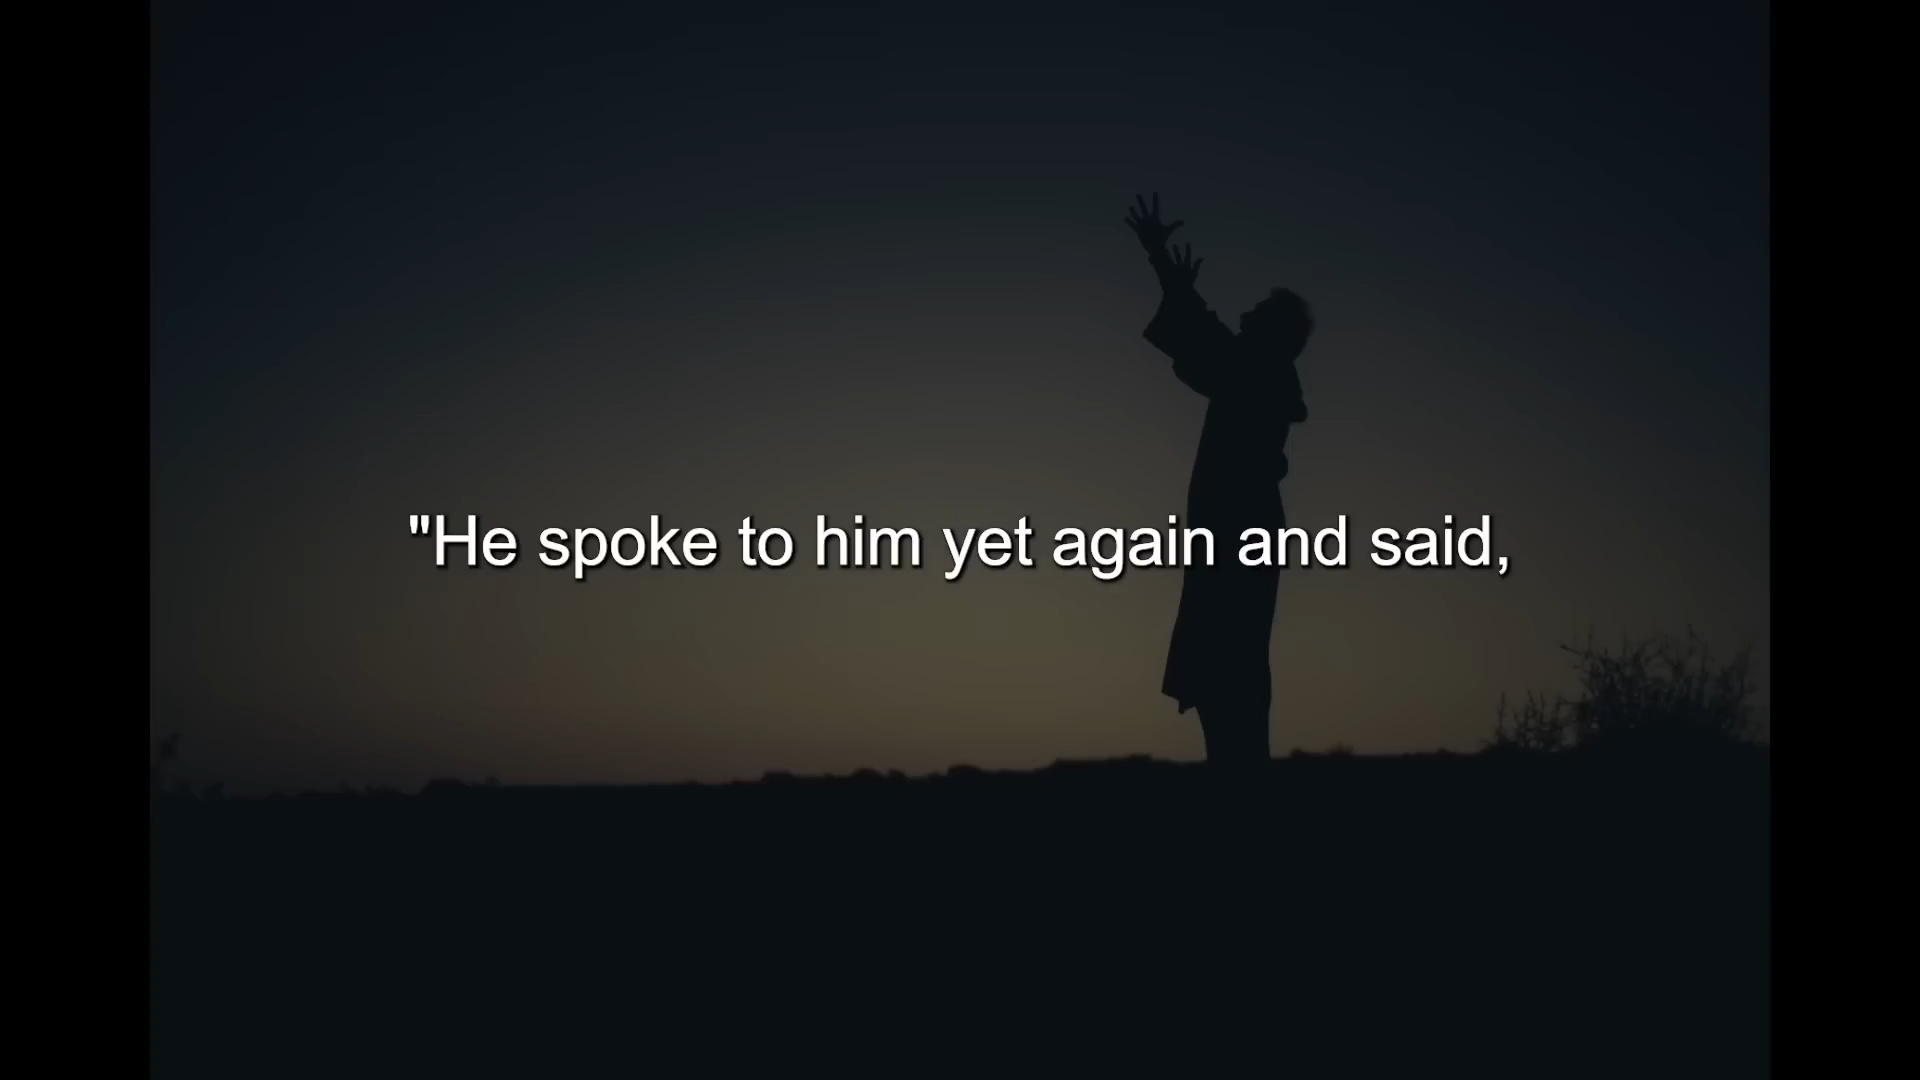 "He spoke to him yet again and said,